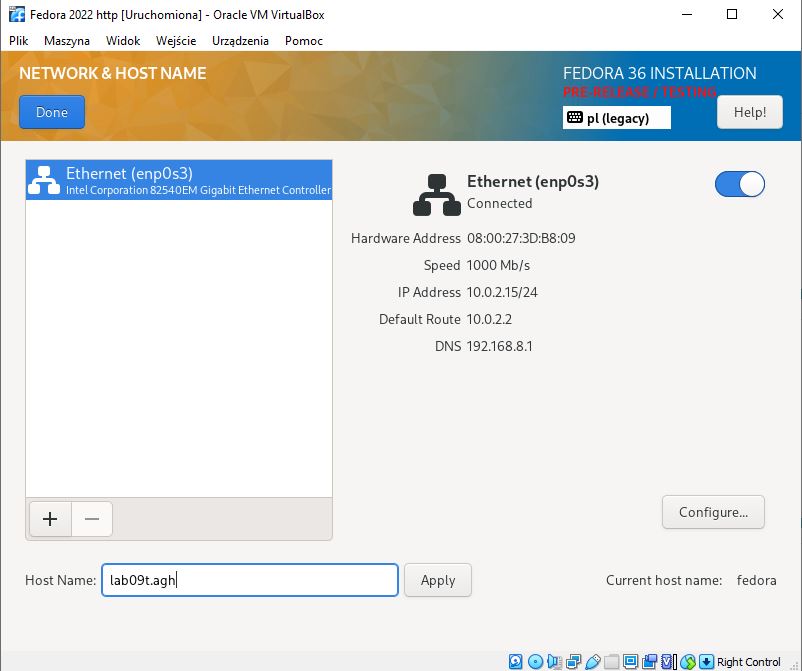 Fedora 2022 http [Uruchomiona] - Oracle VM VirtualBox
Plik Maszyna Widok Wejście Urządzenia Pomoc
NETWORK & HOST NAME
FEDORA 36 INSTALLATION
PRE-RELEASE / TESTING
Done
pl (legacy)
Help!
Ethernet (enp0s3)
Intel Corporation 82540EM Gigabit Ethernet Controller
Ethernet (enp0s3)
Connected
Hardware Address 08:00:27:3D:B8:09
Speed 1000 Mb/s
IP Address 10.0.2.15/24
Default Route 10.0.2.2
DNS 192.168.8.1
+ −
Configure...
Host Name: lab09t.agh Apply Current host name: fedora
Right Control